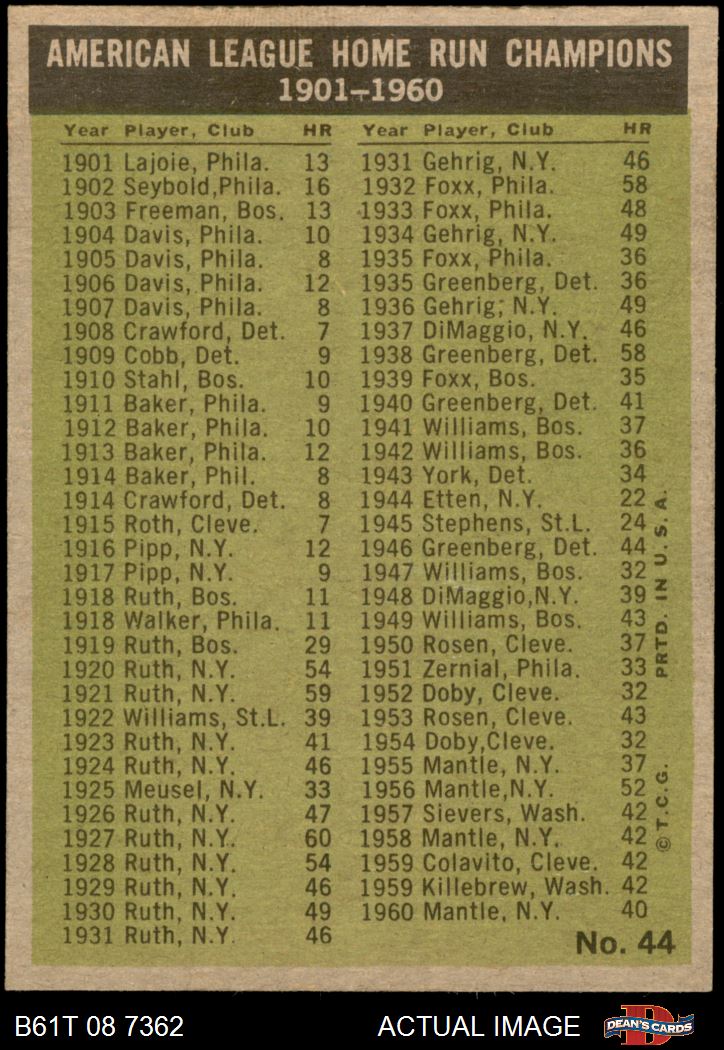 AMERICAN LEAGUE HOME RUN CHAMPIONS
1901–1960
Year Player, Club HR
1901 Lajoie, Phila. 13
1902 Seybold,Phila. 16
1903 Freeman, Bos. 13
1904 Davis, Phila. 10
1905 Davis, Phila. 8
1906 Davis, Phila. 12
1907 Davis, Phila. 8
1908 Crawford, Det. 7
1909 Cobb, Det. 9
1910 Stahl, Bos. 10
1911 Baker, Phila. 9
1912 Baker, Phila. 10
1913 Baker, Phila. 12
1914 Baker, Phil. 8
1914 Crawford, Det. 8
1915 Roth, Cleve. 7
1916 Pipp, N.Y. 12
1917 Pipp, N.Y. 9
1918 Ruth, Bos. 11
1918 Walker, Phila. 11
1919 Ruth, Bos. 29
1920 Ruth, N.Y. 54
1921 Ruth, N.Y. 59
1922 Williams, St.L. 39
1923 Ruth, N.Y. 41
1924 Ruth, N.Y. 46
1925 Meusel, N.Y. 33
1926 Ruth, N.Y. 47
1927 Ruth, N.Y. 60
1928 Ruth, N.Y. 54
1929 Ruth, N.Y. 46
1930 Ruth, N.Y. 49
1931 Ruth, N.Y. 46
Year Player, Club HR
1931 Gehrig, N.Y. 46
1932 Foxx, Phila. 58
1933 Foxx, Phila. 48
1934 Gehrig, N.Y. 49
1935 Foxx, Phila. 36
1935 Greenberg, Det. 36
1936 Gehrig, N.Y. 49
1937 DiMaggio, N.Y. 46
1938 Greenberg, Det. 58
1939 Foxx, Bos. 35
1940 Greenberg, Det. 41
1941 Williams, Bos. 37
1942 Williams, Bos. 36
1943 York, Det. 34
1944 Etten, N.Y. 22
1945 Stephens, St.L. 24
1946 Greenberg, Det. 44
1947 Williams, Bos. 32
1948 DiMaggio,N.Y. 39
1949 Williams, Bos. 43
1950 Rosen, Cleve. 37
1951 Zernial, Phila. 33
1952 Doby, Cleve. 32
1953 Rosen, Cleve. 43
1954 Doby,Cleve. 32
1955 Mantle, N.Y. 37
1956 Mantle,N.Y. 52
1957 Sievers, Wash. 42
1958 Mantle, N.Y. 42
1959 Colavito, Cleve. 42
1959 Killebrew, Wash. 42
1960 Mantle, N.Y. 40
No. 44
© T.C.G. PRTD. IN U.S.A.
B61T 08 7362 ACTUAL IMAGE
D
DEAN'S CARDS